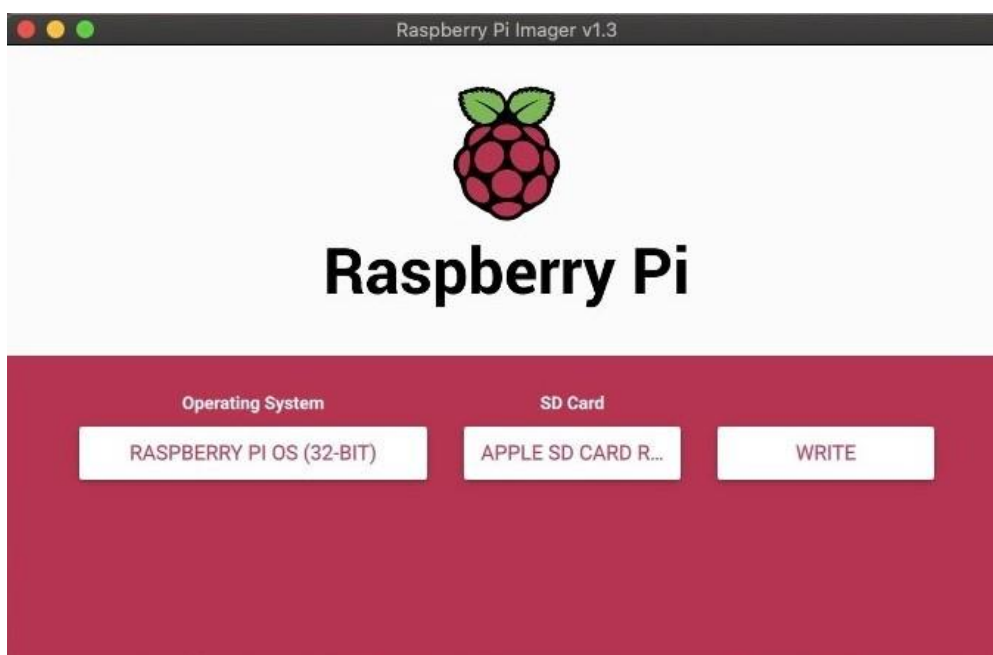 Raspberry Pi Imager v1.3
Raspberry Pi
Operating System
SD Card
RASPBERRY PI OS (32-BIT)
APPLE SD CARD R...
WRITE